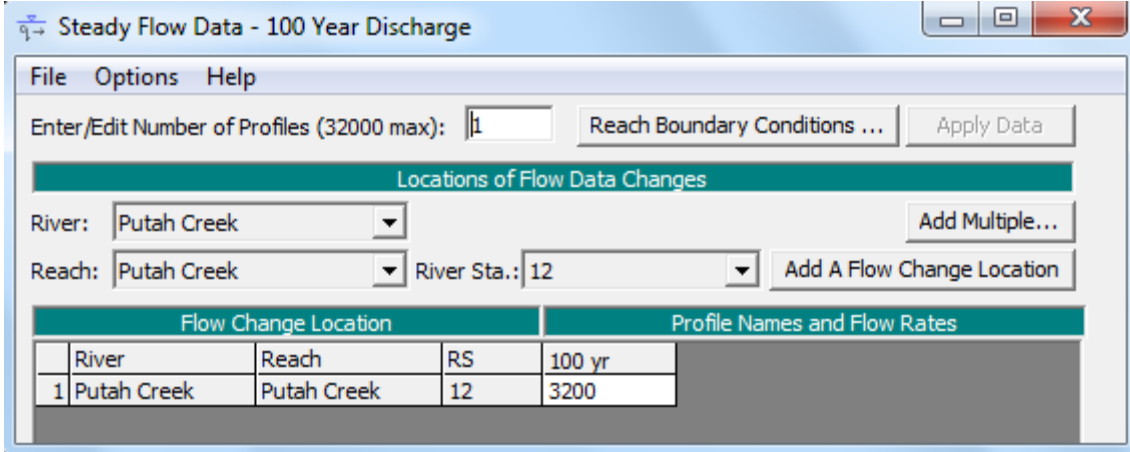 Steady Flow Data - 100 Year Discharge
File Options Help
Enter/Edit Number of Profiles (32000 max): 1 Reach Boundary Conditions ... Apply Data
Locations of Flow Data Changes
River: Putah Creek Add Multiple...
Reach: Putah Creek River Sta.: 12 Add A Flow Change Location
Flow Change Location Profile Names and Flow Rates
River Reach RS 100 yr
1 Putah Creek Putah Creek 12 3200